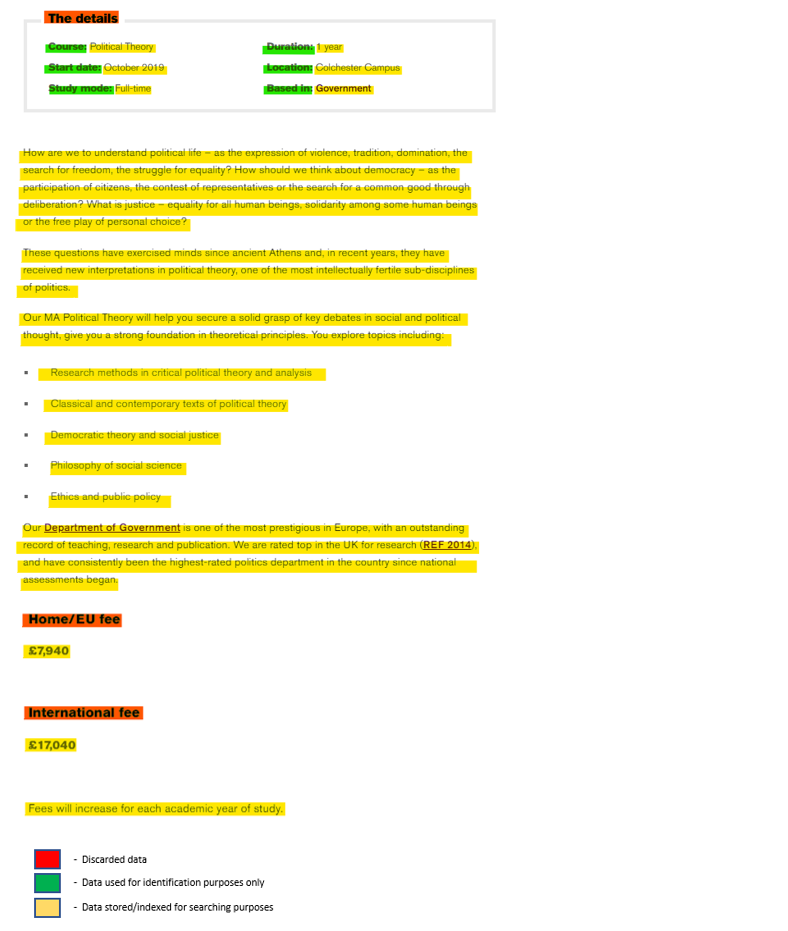 The details
Course: Political Theory Duration: 1 year
Start date: October 2019 Location: Colchester Campus
Study mode: Full-time Based in: Government
How are we to understand political life – as the expression of violence, tradition, domination, the
search for freedom, the struggle for equality? How should we think about democracy – as the
participation of citizens, the contest of representatives or the search for a common good through
deliberation? What is justice – equality for all human beings, solidarity among some human beings
or the free play of personal choice?
These questions have exercised minds since ancient Athens and, in recent years, they have
received new interpretations in political theory, one of the most intellectually fertile sub-disciplines
of politics.
Our MA Political Theory will help you secure a solid grasp of key debates in social and political
thought, give you a strong foundation in theoretical principles. You explore topics including:
▪ Research methods in critical political theory and analysis
▪ Classical and contemporary texts of political theory
▪ Democratic theory and social justice
▪ Philosophy of social science
▪ Ethics and public policy
Our Department of Government is one of the most prestigious in Europe, with an outstanding
record of teaching, research and publication. We are rated top in the UK for research (REF 2014),
and have consistently been the highest-rated politics department in the country since national
assessments began.
Home/EU fee
£7,940
International fee
£17,040
Fees will increase for each academic year of study.
- Discarded data
- Data used for identification purposes only
- Data stored/indexed for searching purposes